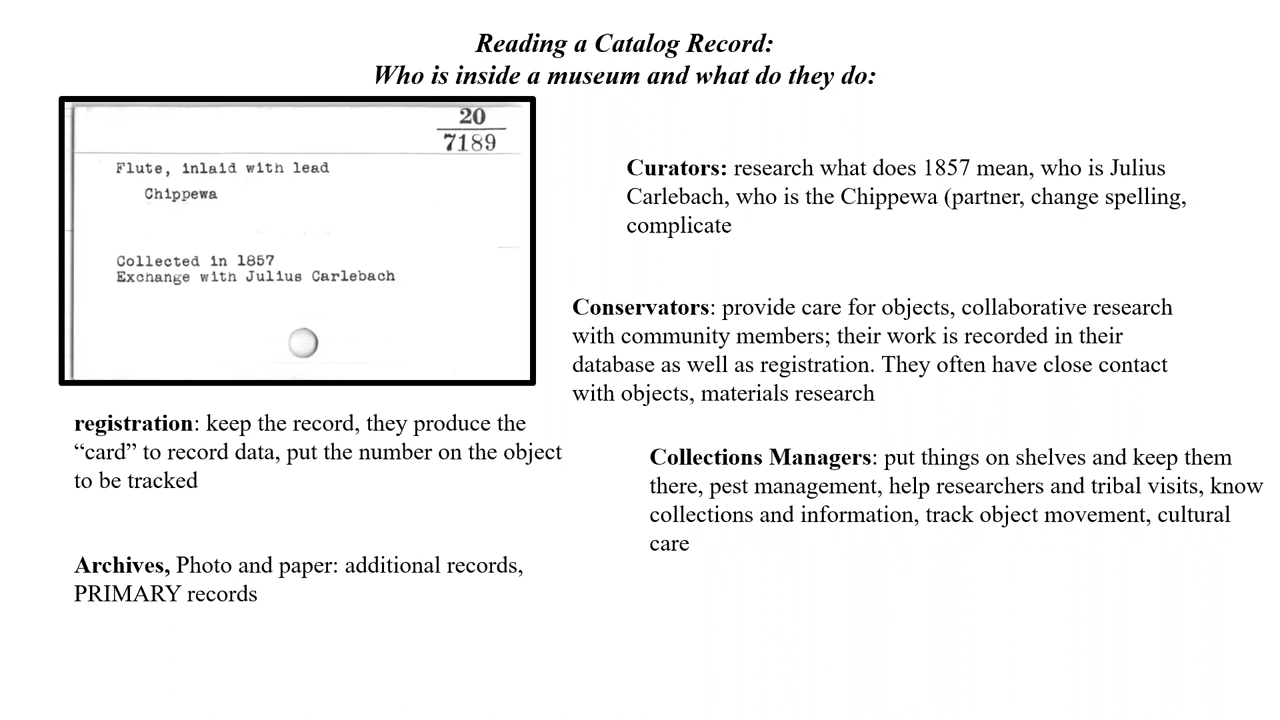 Reading a Catalog Record:
Who is inside a museum and what do they do:
20
7189
Flute, inlaid with lead
Chippewa
Collected in 1857
Exchange with Julius Carlebach
registration: keep the record, they produce the
“card” to record data, put the number on the object
to be tracked
Archives, Photo and paper: additional records,
PRIMARY records
Curators: research what does 1857 mean, who is Julius
Carlebach, who is the Chippewa (partner, change spelling,
complicate
Conservators: provide care for objects, collaborative research
with community members; their work is recorded in their
database as well as registration. They often have close contact
with objects, materials research
Collections Managers: put things on shelves and keep them
there, pest management, help researchers and tribal visits, know
collections and information, track object movement, cultural
care